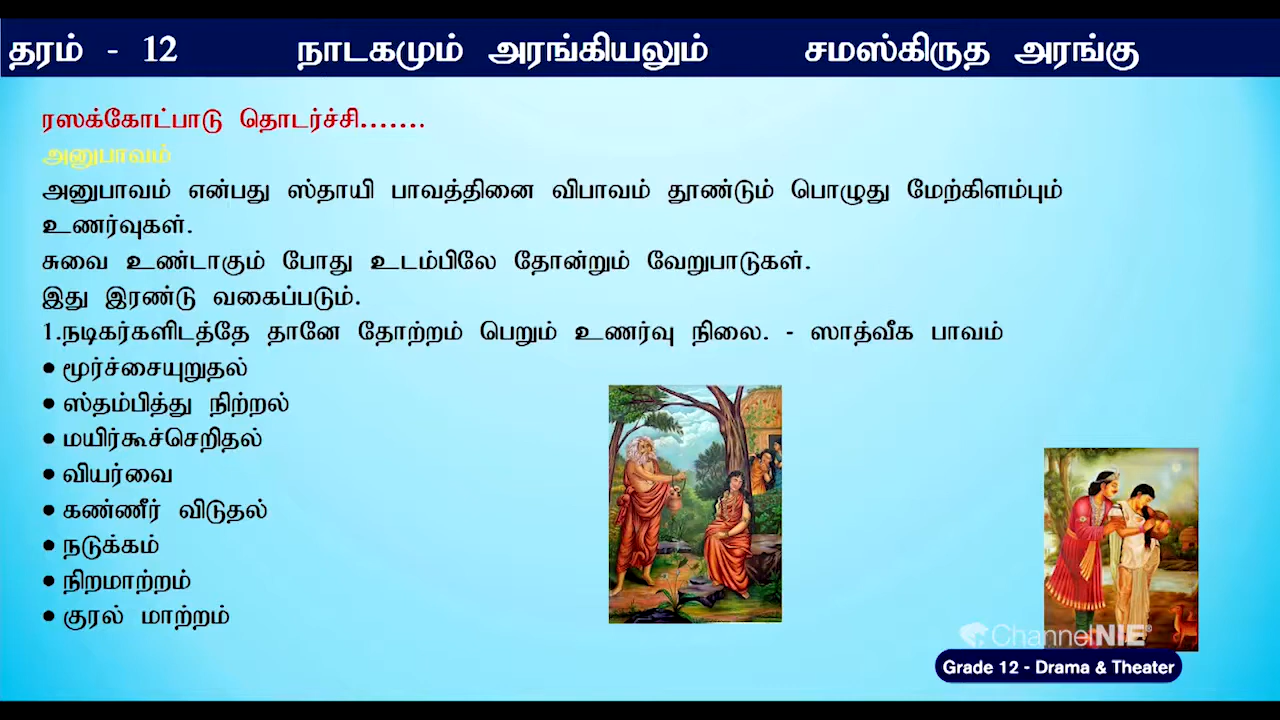 தரம் - 12 நாடகமும் அரங்கியலும் சமஸ்கிருத அரங்கு
ரஸக்கோட்பாடு தொடர்ச்சி.......
அனுபாவம்
அனுபாவம் என்பது ஸ்தாயி பாவத்தினை விபாவம் தூண்டும் பொழுது மேற்கிளம்பும்
உணர்வுகள்.
சுவை உண்டாகும் போது உடம்பிலே தோன்றும் வேறுபாடுகள்.
இது இரண்டு வகைப்படும்.
1.நடிகர்களிடத்தே தானே தோற்றம் பெறும் உணர்வு நிலை. - ஸாத்வீக பாவம்
• மூர்ச்சையுறுதல்
• ஸ்தம்பித்து நிற்றல்
• மயிர்கூச்செறிதல்
• வியர்வை
• கண்ணீர் விடுதல்
• நடுக்கம்
• நிறமாற்றம்
• குரல் மாற்றம்
ChannelNIE®
Grade 12 - Drama & Theater